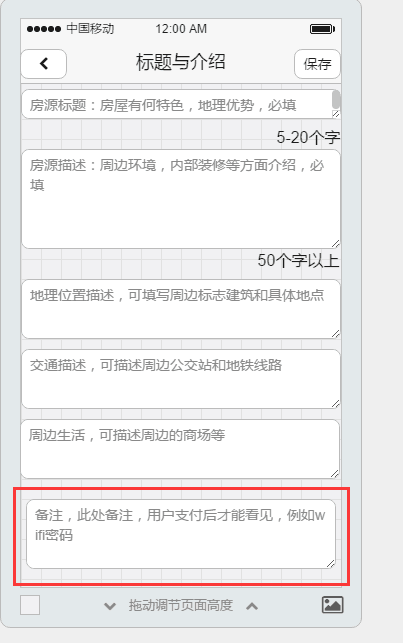 中国移动 12:00 AM
标题与介绍 保存
房源标题：房屋有何特色，地理优势，必填
5-20个字
房源描述：周边环境，内部装修等方面介绍，必
填
50个字以上
地理位置描述，可填写周边标志建筑和具体地点
交通描述，可描述周边公交站和地铁线路
周边生活，可描述周边的商场等
备注，此处备注，用户支付后才能看见，例如w
ifi密码
拖动调节页面高度